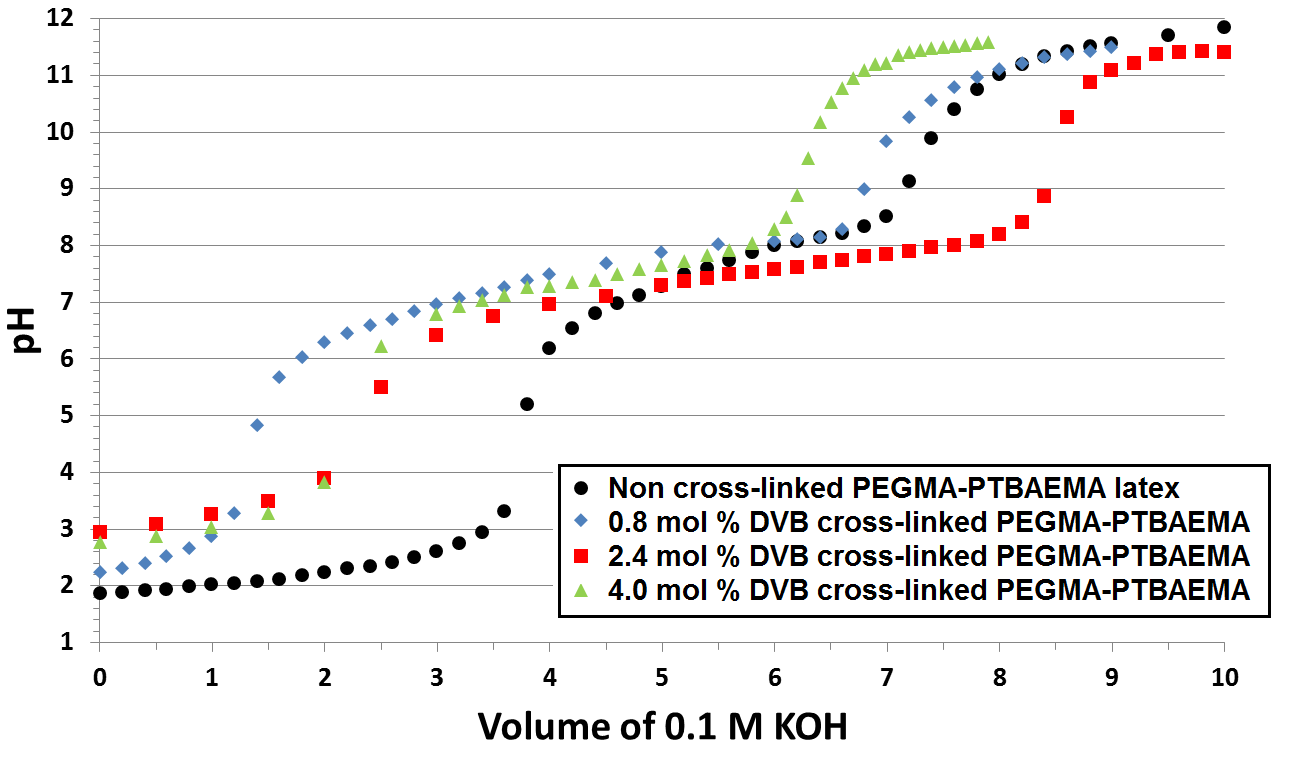 12
11
10
9
8
7
6
5
4
3
2
1
pH
Non cross-linked PEGMA-PTBAEMA latex
0.8 mol % DVB cross-linked PEGMA-PTBAEMA
2.4 mol % DVB cross-linked PEGMA-PTBAEMA
4.0 mol % DVB cross-linked PEGMA-PTBAEMA
0 1 2 3 4 5 6 7 8 9 10
Volume of 0.1 M KOH